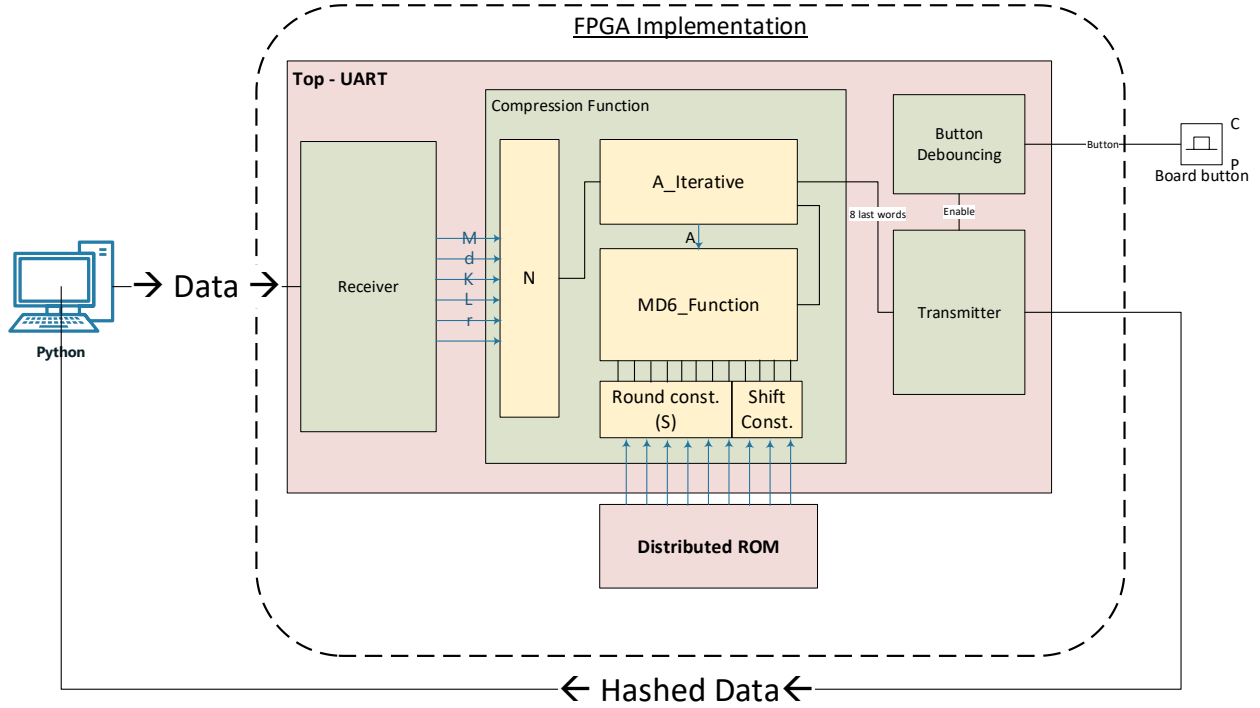 FPGA Implementation
Top - UART
Compression Function
Receiver
M
d
K
L
r
N
A_Iterative
A
MD6_Function
Round const.
(S)
Shift
Const.
8 last words
Button
Debouncing
Enable
Transmitter
Button
C
P
Board button
Python
→ Data →
Distributed ROM
← Hashed Data ←